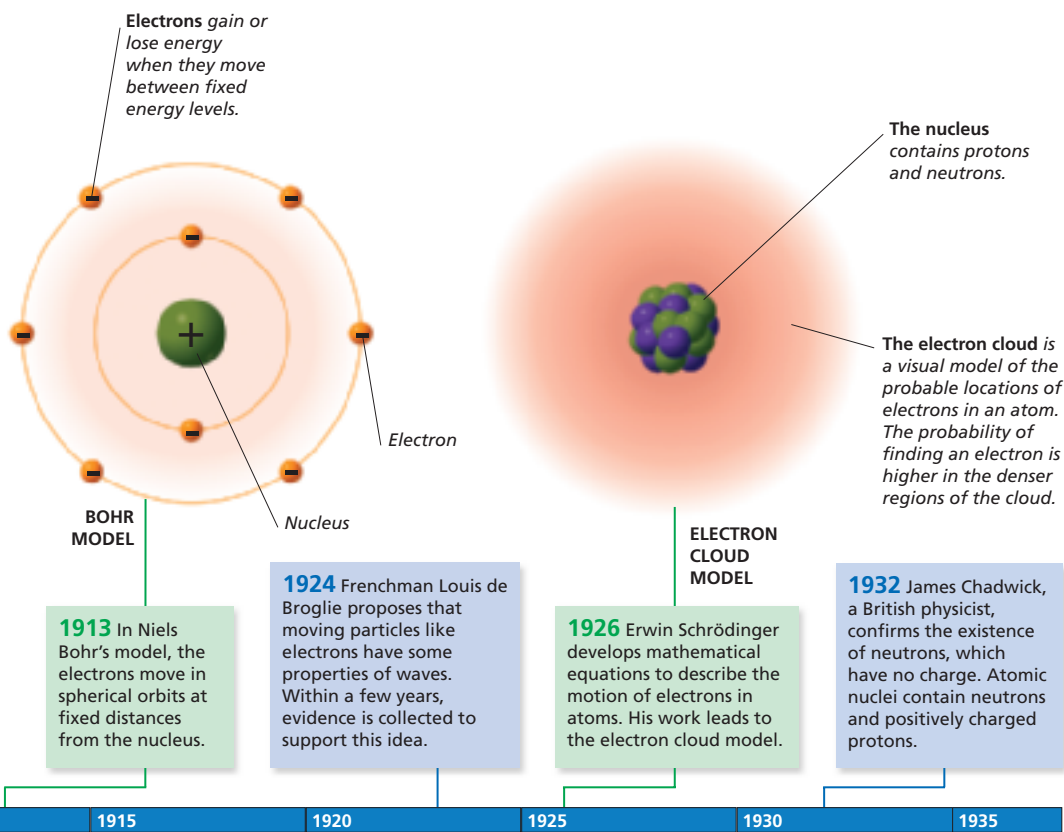 Electrons gain or
lose energy
when they move
between fixed
energy levels.
The nucleus
contains protons
and neutrons.
The electron cloud is
a visual model of the
probable locations of
electrons in an atom.
The probability of
finding an electron is
higher in the denser
regions of the cloud.
-
-
-
-
+
-
-
-
-
Electron
Nucleus
BOHR
MODEL
ELECTRON
CLOUD
MODEL
1913 In Niels
Bohr’s model, the
electrons move in
spherical orbits at
fixed distances
from the nucleus.
1924 Frenchman Louis de
Broglie proposes that
moving particles like
electrons have some
properties of waves.
Within a few years,
evidence is collected to
support this idea.
1926 Erwin Schrödinger
develops mathematical
equations to describe the
motion of electrons in
atoms. His work leads to
the electron cloud model.
1932 James Chadwick,
a British physicist,
confirms the existence
of neutrons, which
have no charge. Atomic
nuclei contain neutrons
and positively charged
protons.
1915
1920
1925
1930
1935